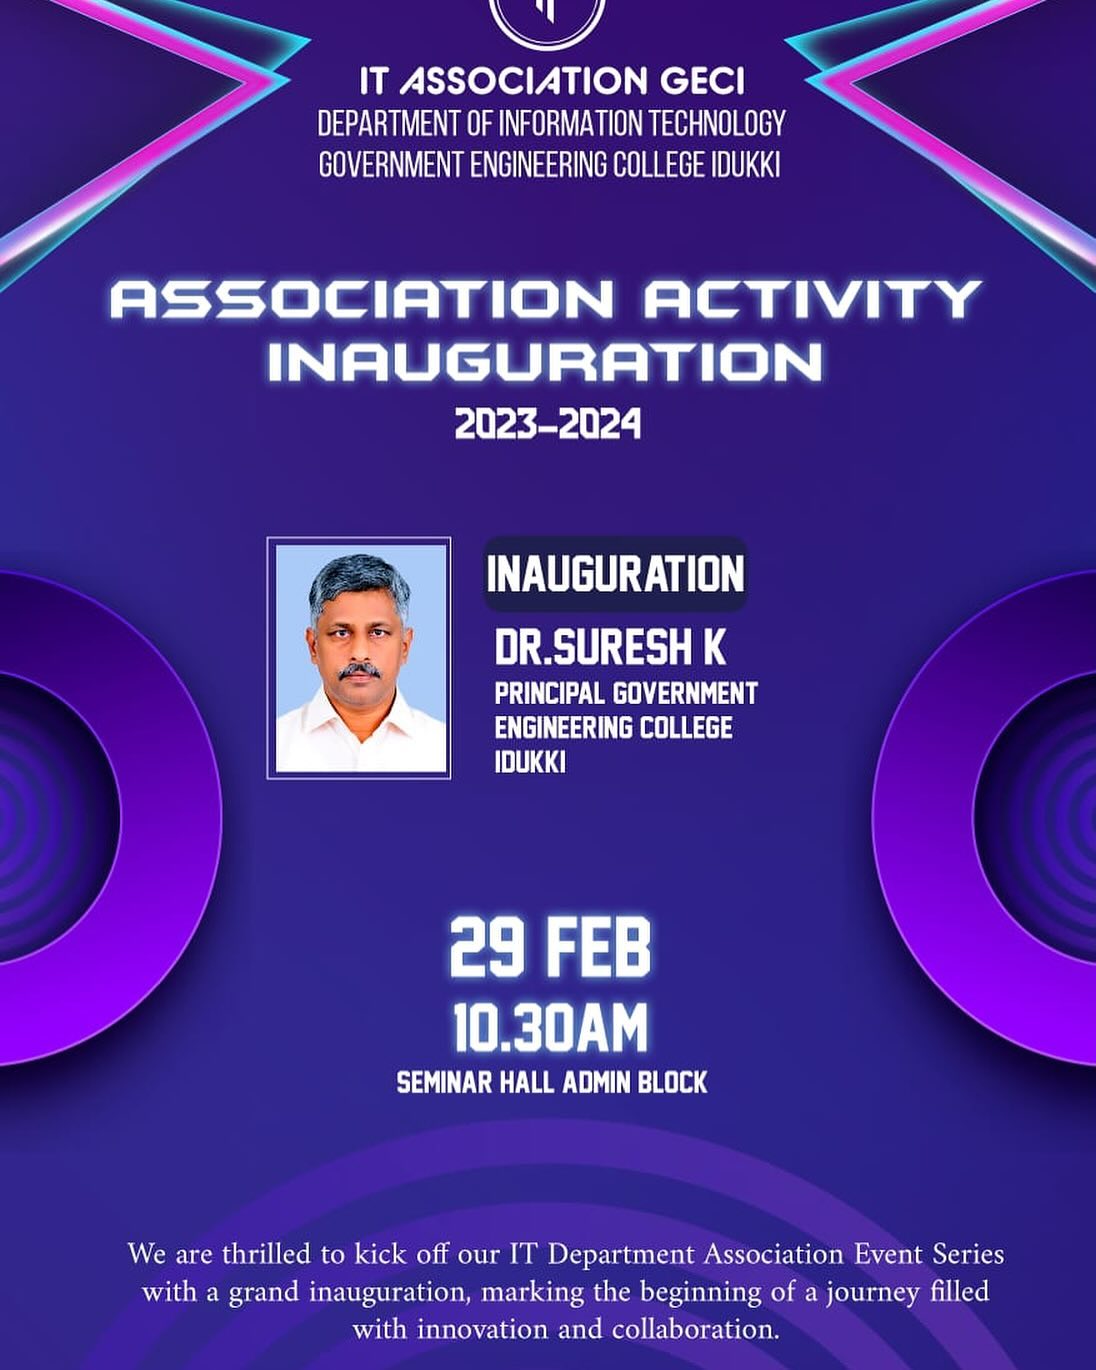 IT ASSOCIATION GECI
DEPARTMENT OF INFORMATION TECHNOLOGY
GOVERNMENT ENGINEERING COLLEGE IDUKKI
ASSOCIATION ACTIVITY
INAUGURATION
2023-2024
INAUGURATION
DR.SURESH K
PRINCIPAL GOVERNMENT
ENGINEERING COLLEGE
IDUKKI
29 FEB
10.30AM
SEMINAR HALL ADMIN BLOCK
We are thrilled to kick off our IT Department Association Event Series
with a grand inauguration, marking the beginning of a journey filled
with innovation and collaboration.